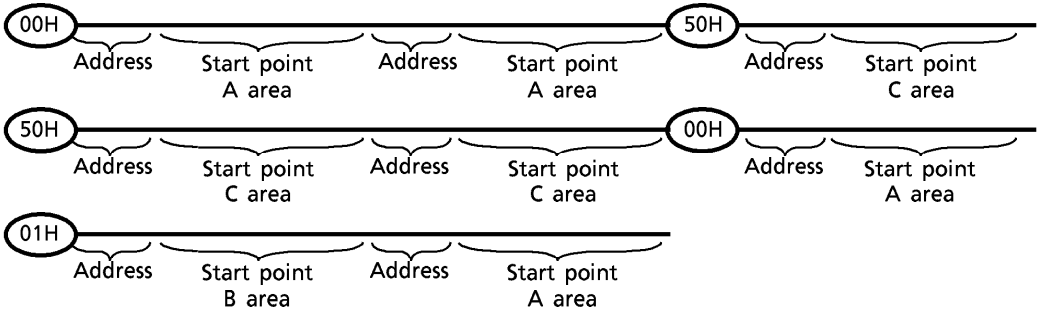 00H 50H
Address Start point Address Start point Address Start point
A area A area C area
50H 00H
Address Start point Address Start point Address Start point
C area C area A area
01H
Address Start point Address Start point
B area A area